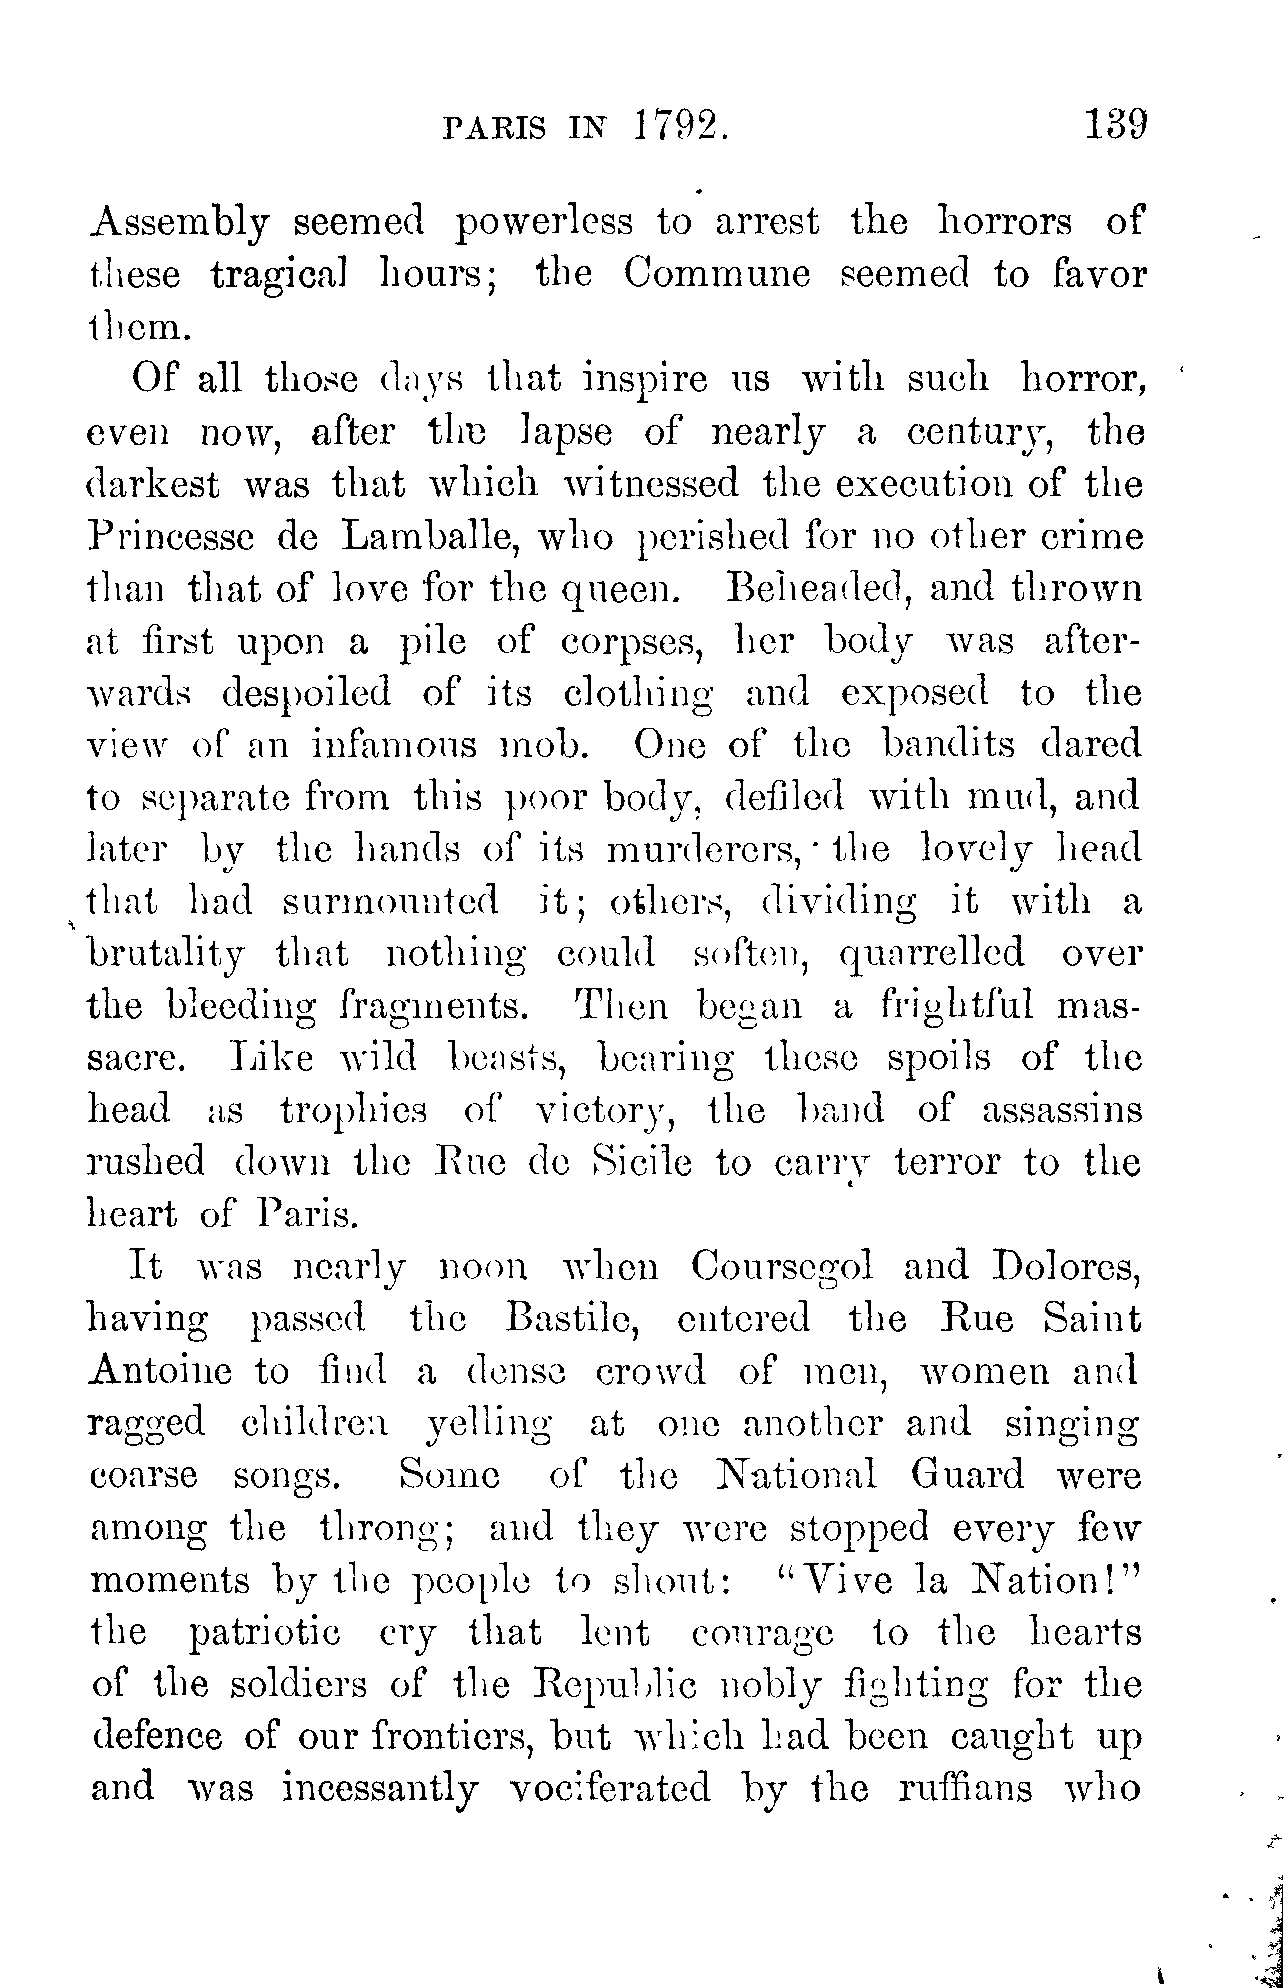 PARIS IN 1792. 139
Assembly seemed powerless to arrest the horrors of
these tragical hours; the Commune seemed to favor
them.
Of all those days that inspire us with such horror,
even now, after the lapse of nearly a century, the
darkest was that which witnessed the execution of the
Princesse de Lamballe, who perished for no other crime
than that of love for the queen. Beheaded, and thrown
at first upon a pile of corpses, her body was after-
wards despoiled of its clothing and exposed to the
view of an infamous mob. One of the bandits dared
to separate from this poor body, defiled with mud, and
later by the hands of its murderers, the lovely head
that had surmounted it; others, dividing it with a
brutality that nothing could soften, quarrelled over
the bleeding fragments. Then began a frightful mas-
sacre. Like wild beasts, bearing these spoils of the
head as trophies of victory, the band of assassins
rushed down the Rue de Sicile to carry terror to the
heart of Paris.
It was nearly noon when Coursegol and Dolores,
having passed the Bastile, entered the Rue Saint
Antoine to find a dense crowd of men, women and
ragged children yelling at one another and singing
coarse songs. Some of the National Guard were
among the throng; and they were stopped every few
moments by the people to shout: "Vive la Nation!"
the patriotic cry that lent courage to the hearts
of the soldiers of the Republic nobly fighting for the
defence of our frontiers, but which had been caught up
and was incessantly vociferated by the ruffians who